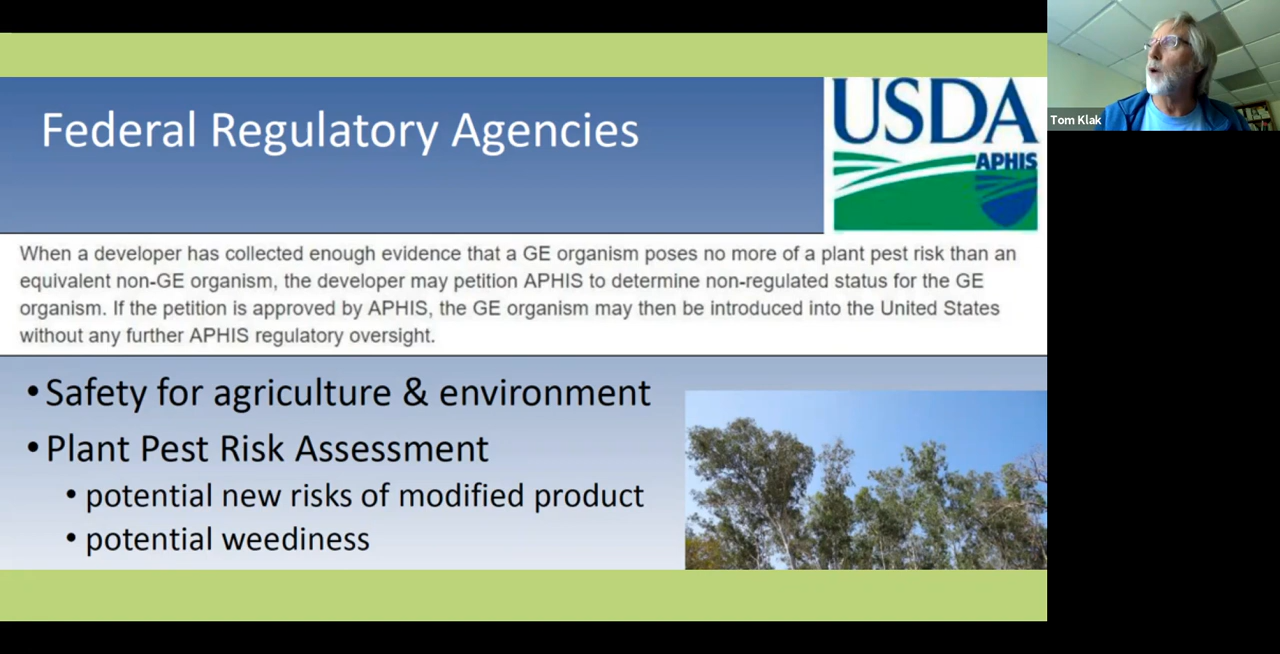 Federal Regulatory Agencies
USDA
APHIS
Tom Klak
When a developer has collected enough evidence that a GE organism poses no more of a plant pest risk than an
equivalent non-GE organism, the developer may petition APHIS to determine non-regulated status for the GE
organism. If the petition is approved by APHIS, the GE organism may then be introduced into the United States
without any further APHIS regulatory oversight.
• Safety for agriculture & environment
• Plant Pest Risk Assessment
• potential new risks of modified product
• potential weediness